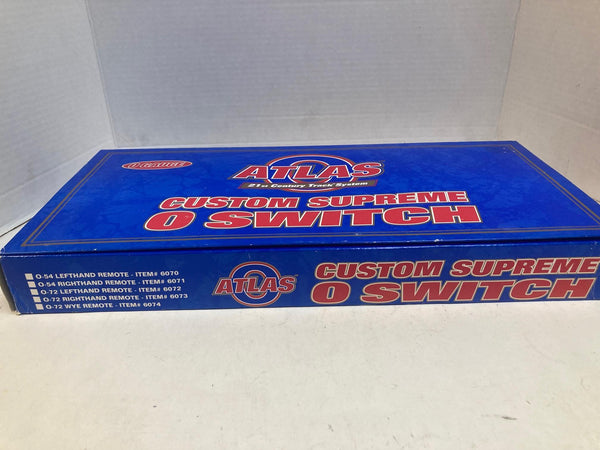 O-GAUGE
ATLAS
21st Century Track System
CUSTOM SUPREME
O SWITCH
O-54 LEFTHAND REMOTE - ITEM# 6070
O-54 RIGHTHAND REMOTE - ITEM# 6071
O-72 LEFTHAND REMOTE - ITEM# 6072
O-72 RIGHTHAND REMOTE - ITEM# 6073
O-72 WYE REMOTE - ITEM# 6074
ATLAS
CUSTOM SUPREME
O SWITCH